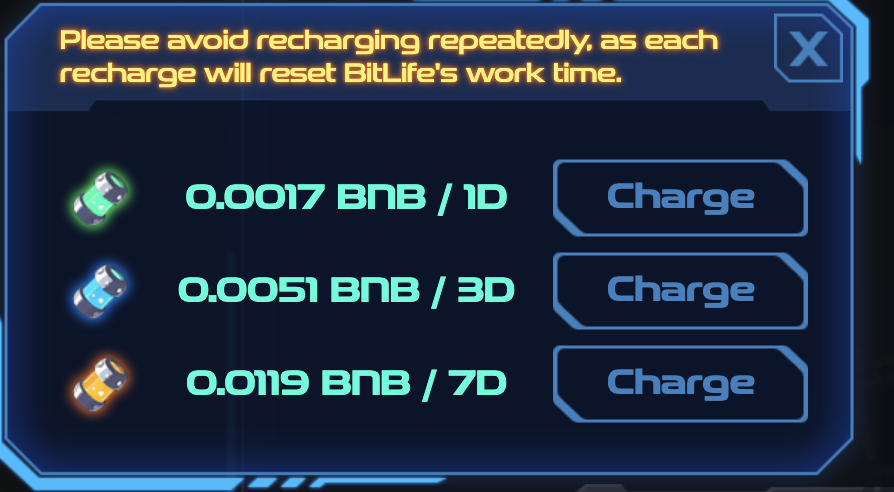 Please avoid recharging repeatedly, as each
recharge will reset BitLife's work time.
X
0.0017 BNB / 1D
Charge
0.0051 BNB / 3D
Charge
0.0119 BNB / 7D
Charge